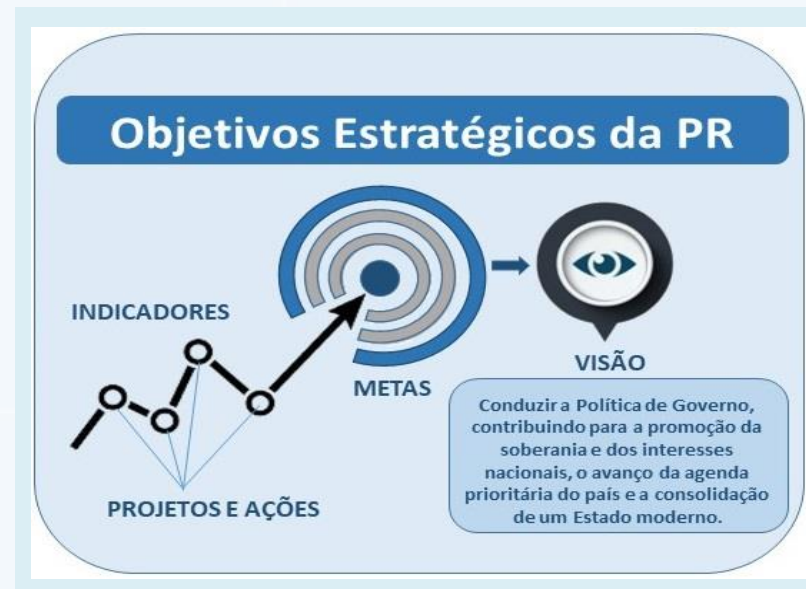 Objetivos Estratégicos da PR
INDICADORES
PROJETOS E AÇÕES
METAS
VISÃO
Conduzir a Política de Governo,
contribuindo para a promoção da
soberania e dos interesses
nacionais, o avanço da agenda
prioritária do país e a consolidação
de um Estado moderno.